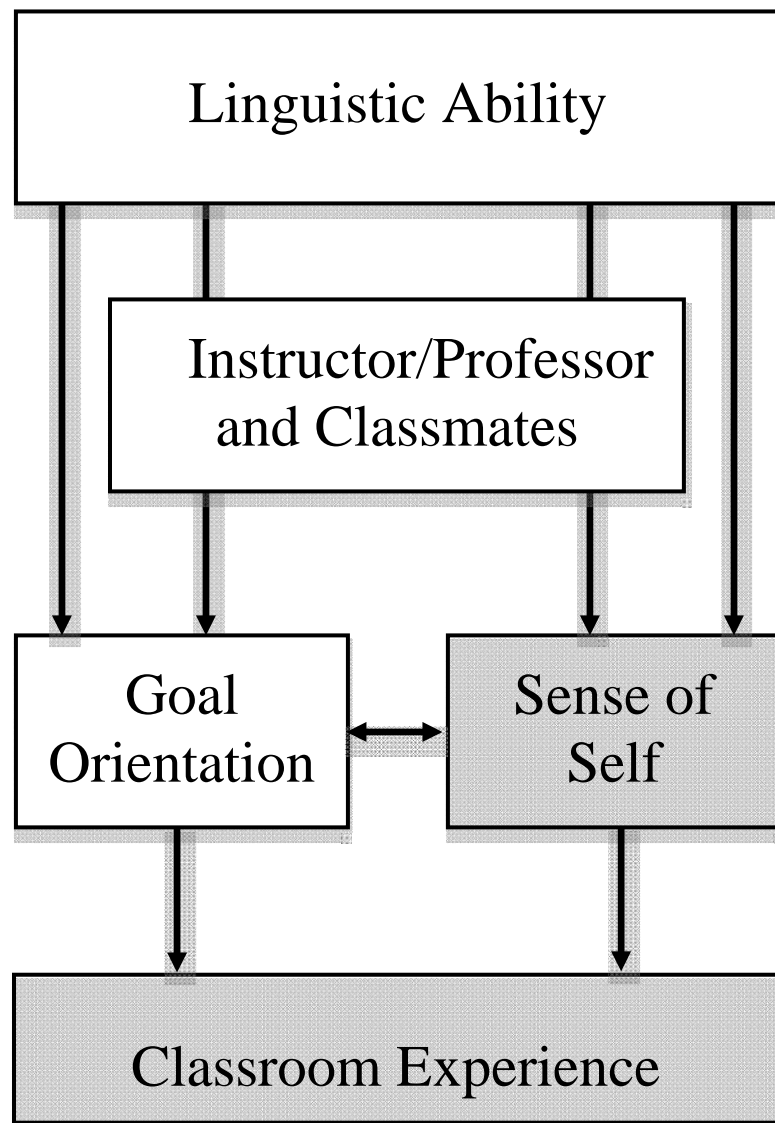 Linguistic Ability
Instructor/Professor
and Classmates
Goal
Orientation
Sense of
Self
Classroom Experience